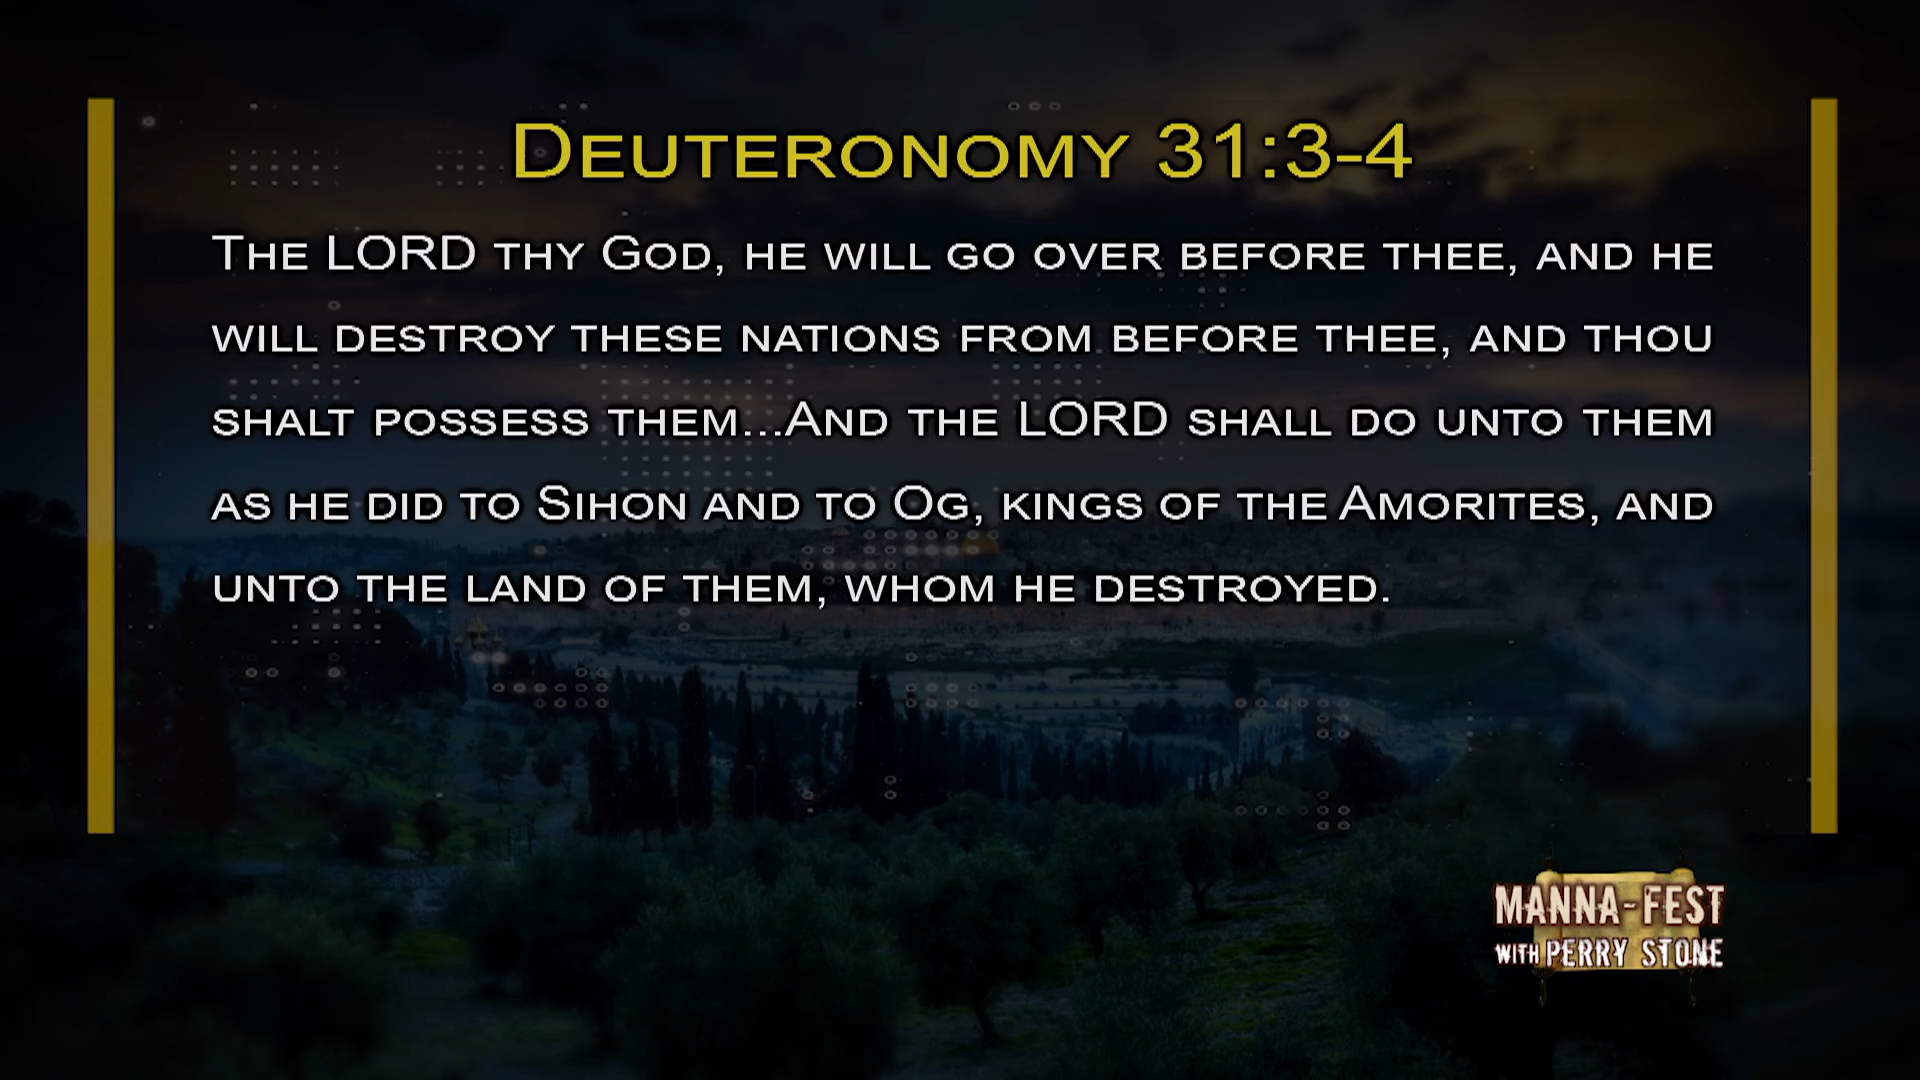 Deuteronomy 31:3-4
The LORD thy God, he will go over before thee, and he
will destroy these nations from before thee, and thou
shalt possess them...And the LORD shall do unto them
as he did to Sihon and to Og, kings of the Amorites, and
unto the land of them, whom he destroyed.
MANNA-FEST
WITH PERRY STONE